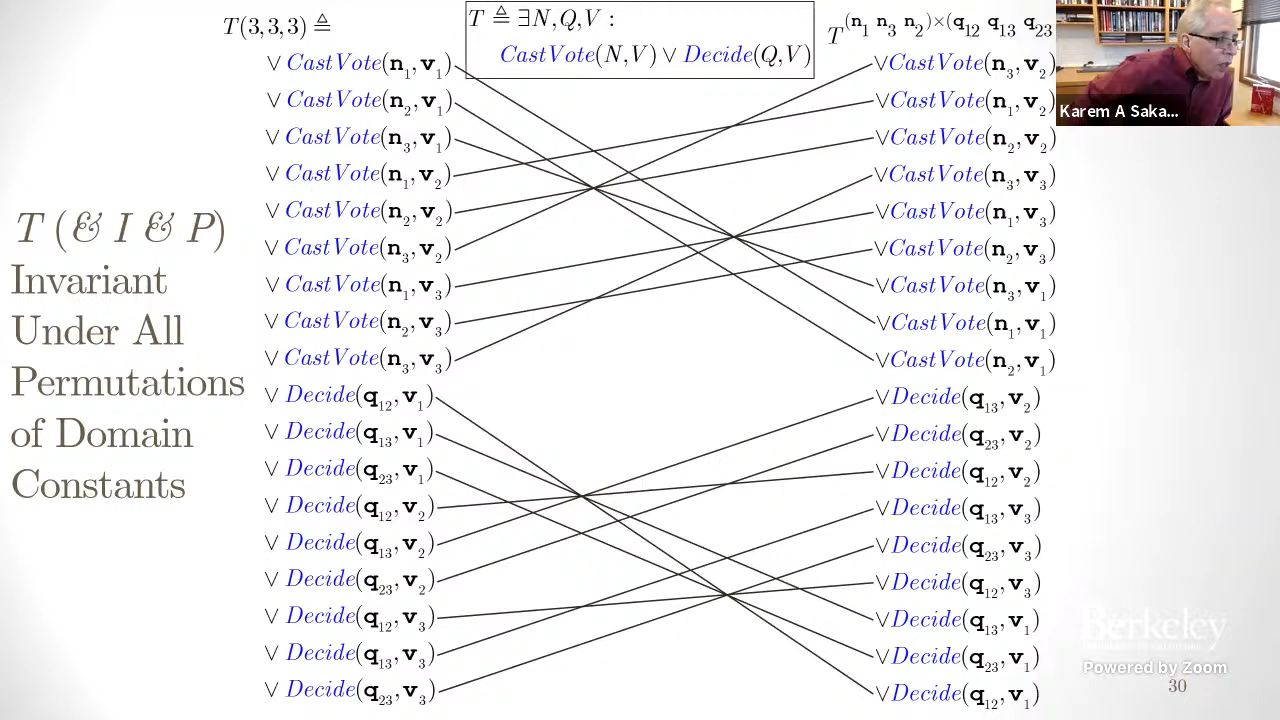 T(3,3,3) ≜
T ≜ ∃N,Q,V :
CastVote(N,V) ∨ Decide(Q,V)
T^(n₁ n₃ n₂)×(q₁₂ q₁₃ q₂₃
∨ CastVote(n₁,v₁)
∨ CastVote(n₂,v₁)
∨ CastVote(n₃,v₁)
∨ CastVote(n₁,v₂)
∨ CastVote(n₂,v₂)
∨ CastVote(n₃,v₂)
∨ CastVote(n₁,v₃)
∨ CastVote(n₂,v₃)
∨ CastVote(n₃,v₃)
∨ Decide(q₁₂,v₁)
∨ Decide(q₁₃,v₁)
∨ Decide(q₂₃,v₁)
∨ Decide(q₁₂,v₂)
∨ Decide(q₁₃,v₂)
∨ Decide(q₂₃,v₂)
∨ Decide(q₁₂,v₃)
∨ Decide(q₁₃,v₃)
∨ Decide(q₂₃,v₃)
∨CastVote(n₃,v₂)
∨CastVote(n₁,v₂)
∨CastVote(n₂,v₂)
∨CastVote(n₃,v₃)
∨CastVote(n₁,v₃)
∨CastVote(n₂,v₃)
∨CastVote(n₃,v₁)
∨CastVote(n₁,v₁)
∨CastVote(n₂,v₁)
∨Decide(q₁₃,v₂)
∨Decide(q₂₃,v₂)
∨Decide(q₁₂,v₂)
∨Decide(q₁₃,v₃)
∨Decide(q₂₃,v₃)
∨Decide(q₁₂,v₃)
∨Decide(q₁₃,v₁)
∨Decide(q₂₃,v₁)
∨Decide(q₁₂,v₁)
T (& I & P)
Invariant
Under All
Permutations
of Domain
Constants
Karem A Saka...
Berkeley
Powered by Zoom
30